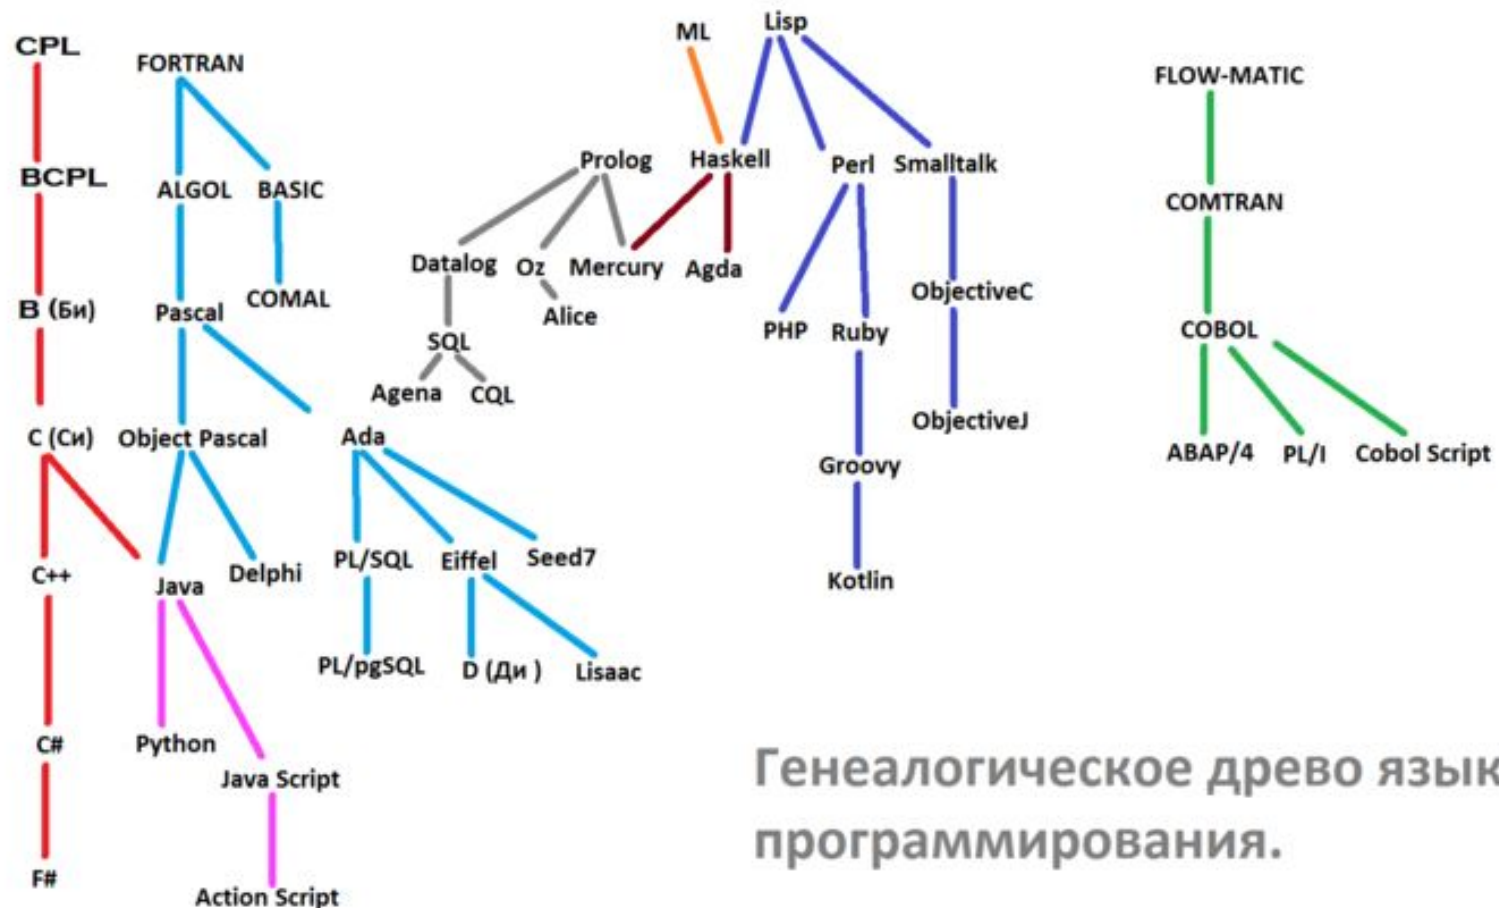 CPL
FORTRAN
ML
Lisp
FLOW-MATIC
BCPL
ALGOL
BASIC
Prolog
Haskell
Perl
Smalltalk
COMTRAN
B (Би)
Pascal
COMAL
Datalog
Oz
Mercury
Agda
ObjectiveC
Alice
SQL
PHP
Ruby
COBOL
Agena
CQL
C (Си)
Object Pascal
Ada
ObjectiveJ
Groovy
ABAP/4
PL/I
Cobol Script
C++
Java
Delphi
PL/SQL
Eiffel
Seed7
Kotlin
PL/pgSQL
D (Ди )
Lisaac
C#
Python
Java Script
F#
Action Script
Генеалогическое древо язык
программирования.